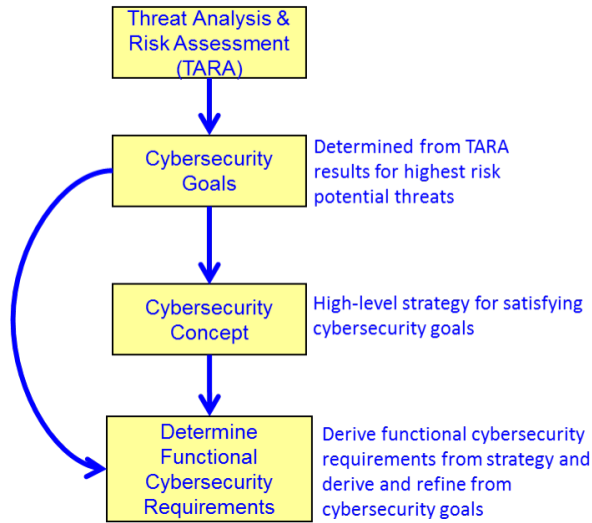 Threat Analysis &
Risk Assessment
(TARA)
Cybersecurity
Goals
Determined from TARA
results for highest risk
potential threats
Cybersecurity
Concept
High-level strategy for satisfying
cybersecurity goals
Determine
Functional
Cybersecurity
Requirements
Derive functional cybersecurity
requirements from strategy and
derive and refine from
cybersecurity goals